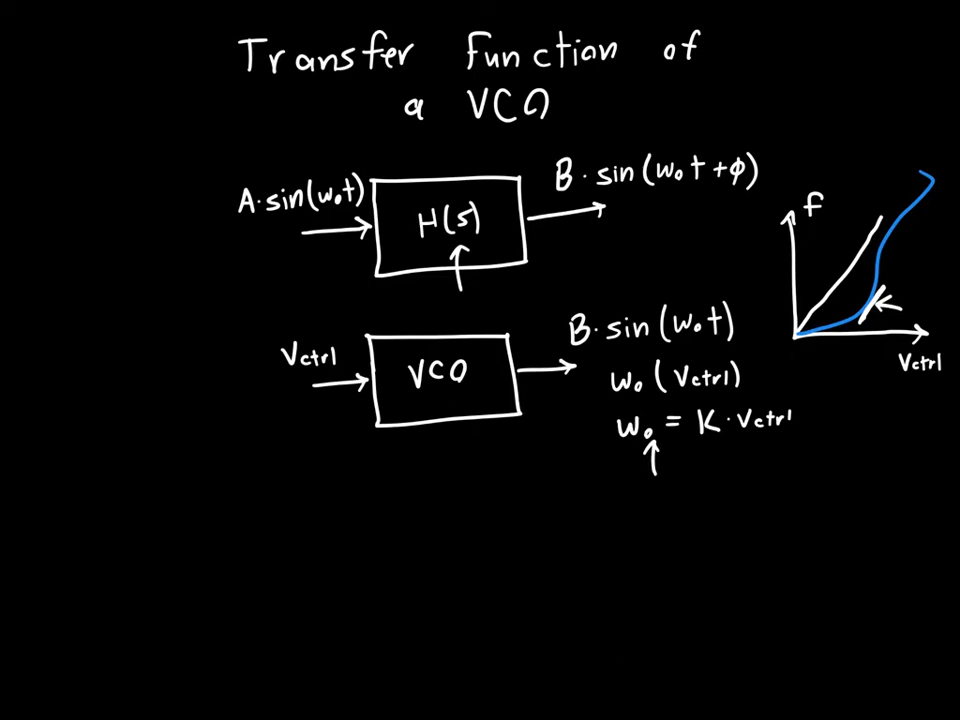 Transfer Function of
a VCO
A·sin(w₀t)
H(s)
B·sin(w₀t+ϕ)
f
Vctrl
Vctrl
VCO
B·sin(w₀t)
w₀(Vctrl)
w₀ = K·Vctrl